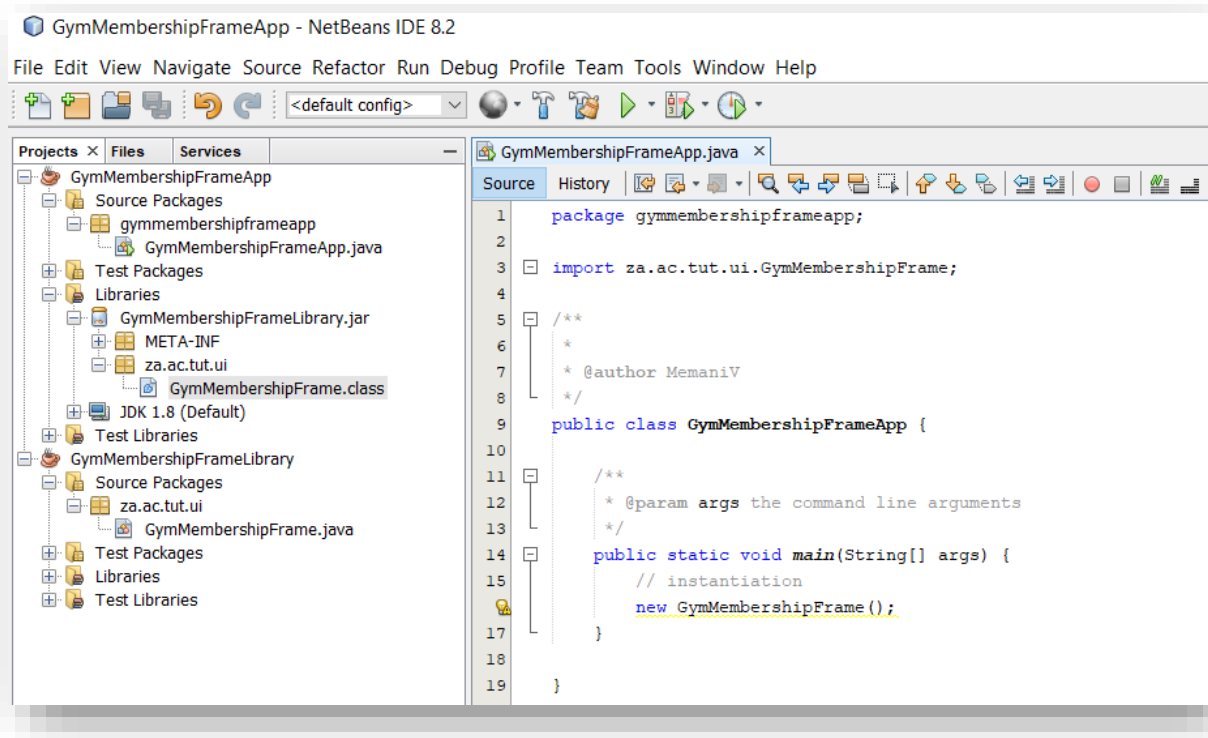 GymMembershipFrameApp - NetBeans IDE 8.2
File Edit View Navigate Source Refactor Run Debug Profile Team Tools Window Help
<default config>
Projects × Files Services
GymMembershipFrameApp
Source Packages
gymmembershipframeapp
GymMembershipFrameApp.java
Test Packages
Libraries
GymMembershipFrameLibrary.jar
META-INF
za.ac.tut.ui
GymMembershipFrame.class
JDK 1.8 (Default)
Test Libraries
GymMembershipFrameLibrary
Source Packages
za.ac.tut.ui
GymMembershipFrame.java
Test Packages
Libraries
Test Libraries
GymMembershipFrameApp.java ×
Source History
1 package gymmembershipframeapp;
2
3 import za.ac.tut.ui.GymMembershipFrame;
4
5 /**
6 *
7 * @author MemaniV
8 */
9 public class GymMembershipFrameApp {
10
11 /**
12 * @param args the command line arguments
13 */
14 public static void main(String[] args) {
15 // instantiation
new GymMembershipFrame();
17 }
18
19 }